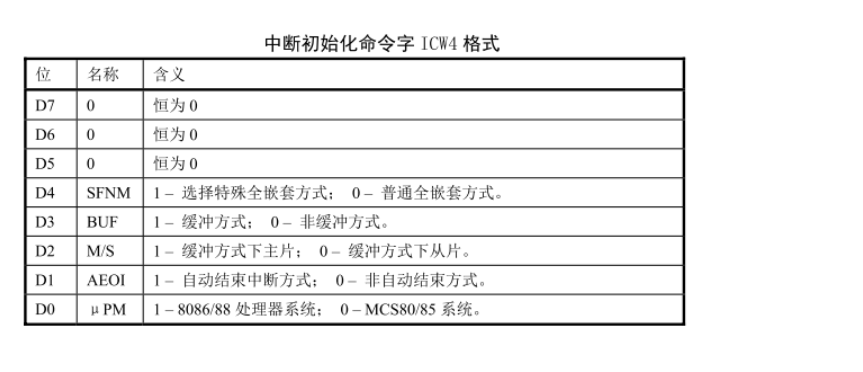 中断初始化命令字 ICW4 格式
位 名称 含义
D7 0 恒为 0
D6 0 恒为 0
D5 0 恒为 0
D4 SFNM 1 – 选择特殊全嵌套方式； 0 – 普通全嵌套方式。
D3 BUF 1 – 缓冲方式； 0 – 非缓冲方式。
D2 M/S 1 – 缓冲方式下主片； 0 – 缓冲方式下从片。
D1 AEOI 1 – 自动结束中断方式； 0 – 非自动结束方式。
D0 μPM 1 – 8086/88 处理器系统； 0 – MCS80/85 系统。